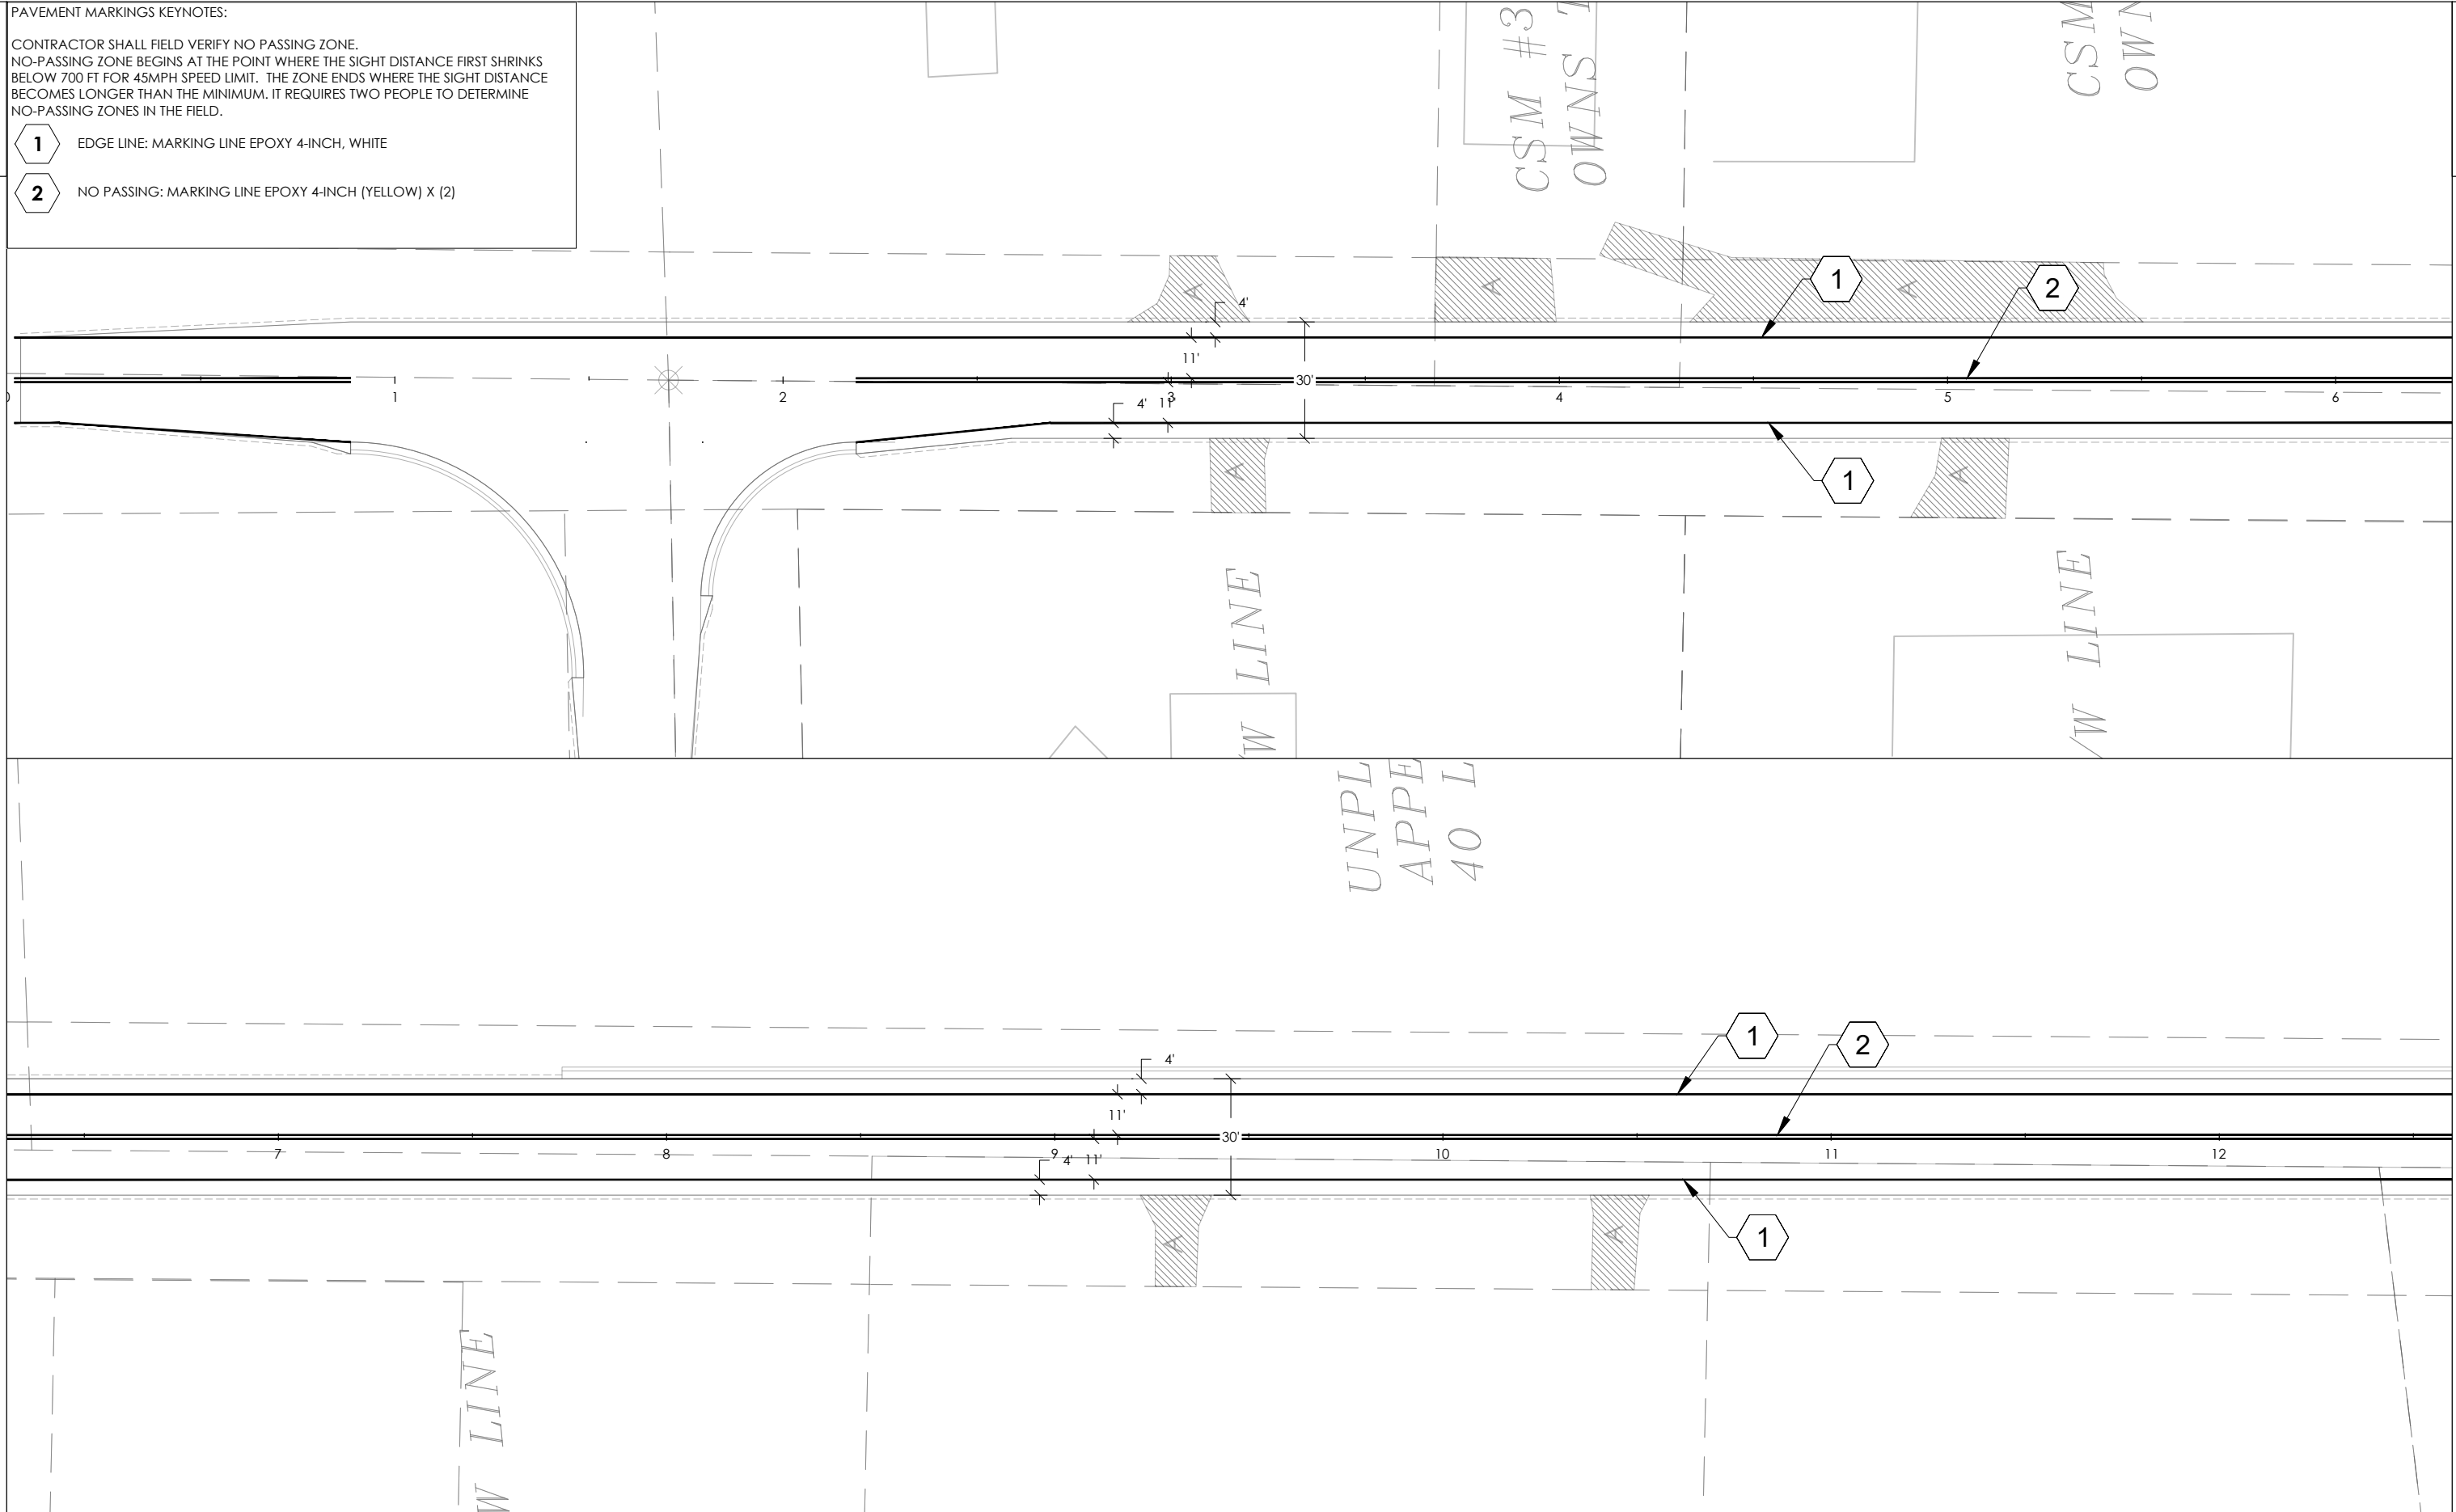 PAVEMENT MARKINGS KEYNOTES:
CONTRACTOR SHALL FIELD VERIFY NO PASSING ZONE.
NO-PASSING ZONE BEGINS AT THE POINT WHERE THE SIGHT DISTANCE FIRST SHRINKS
BELOW 700 FT FOR 45MPH SPEED LIMIT. THE ZONE ENDS WHERE THE SIGHT DISTANCE
BECOMES LONGER THAN THE MINIMUM. IT REQUIRES TWO PEOPLE TO DETERMINE
NO-PASSING ZONES IN THE FIELD.
1 EDGE LINE: MARKING LINE EPOXY 4-INCH, WHITE
2 NO PASSING: MARKING LINE EPOXY 4-INCH (YELLOW) X (2)
CSM #3
OWNS
CSM
OWN
A
A
A
1
2
4'
11'
30'
1
2
3
4
5
6
4' 11'
1
A
A
W LINE
/W LINE
UNPL
APPE
40 L
1
2
4'
11'
30'
7
8
9
10
11
12
4' 11'
A
A
1
W LINE